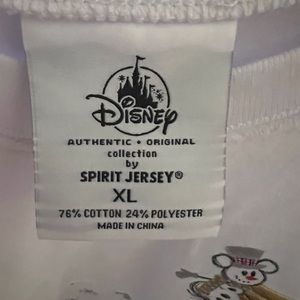 Disney
AUTHENTIC • ORIGINAL
collection
by
SPIRIT JERSEY®
XL
76% COTTON 24% POLYESTER
MADE IN CHINA